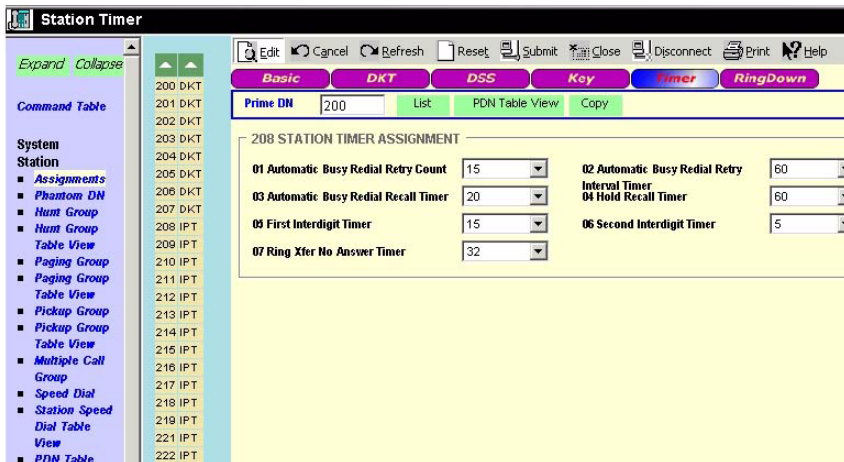 Station Timer
Expand Collapse
Command Table
System
Station
Assignments
Phantom DN
Hunt Group
Hunt Group
Table View
Paging Group
Paging Group
Table View
Pickup Group
Pickup Group
Table View
Multiple Call
Group
Speed Dial
Station Speed
Dial Table
View
PDN Table
200 DKT
201 DKT
202 DKT
203 DKT
204 DKT
205 DKT
206 DKT
207 DKT
208 IPT
209 IPT
210 IPT
211 IPT
212 IPT
213 IPT
214 IPT
215 IPT
216 IPT
217 IPT
218 IPT
219 IPT
221 IPT
222 IPT
Edit Cancel Refresh Reset Submit Close Disconnect Print Help
Basic DKT DSS Key Timer RingDown
Prime DN 200 List PDN Table View Copy
208 STATION TIMER ASSIGNMENT
01 Automatic Busy Redial Retry Count 15
02 Automatic Busy Redial Retry
Interval Timer 60
03 Automatic Busy Redial Recall Timer 20
04 Hold Recall Timer 60
05 First Interdigit Timer 15
06 Second Interdigit Timer 5
07 Ring Xfer No Answer Timer 32